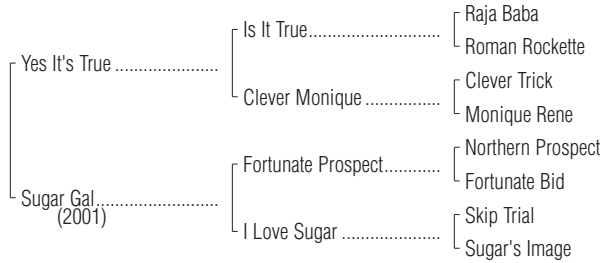 Raja Baba
Is It True
Roman Rockette
Yes It's True
Clever Trick
Clever Monique
Monique Rene
Northern Prospect
Fortunate Prospect
Fortunate Bid
Sugar Gal
(2001)
Skip Trial
I Love Sugar
Sugar's Image